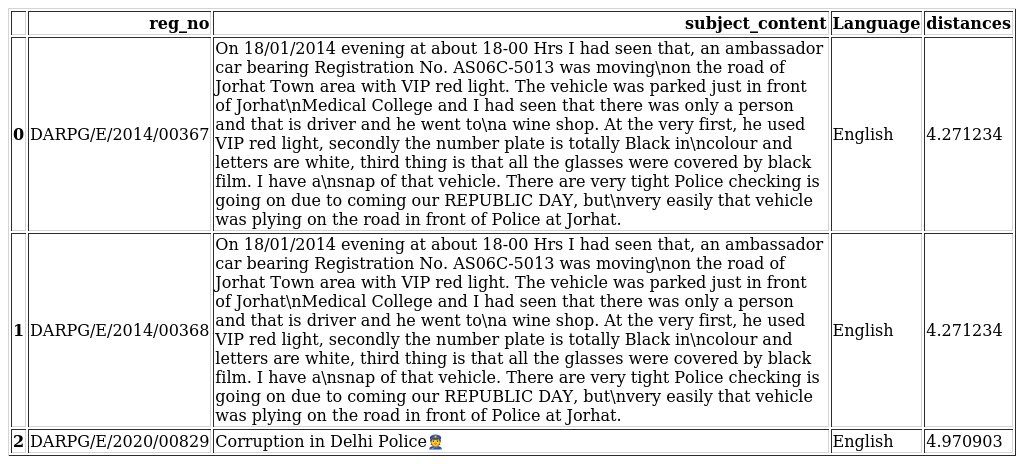 reg_no subject_content Language distances
0 DARPG/E/2014/00367 On 18/01/2014 evening at about 18-00 Hrs I had seen that, an ambassador
car bearing Registration No. AS06C-5013 was moving\non the road of
Jorhat Town area with VIP red light. The vehicle was parked just in front
of Jorhat\nMedical College and I had seen that there was only a person
and that is driver and he went to\na wine shop. At the very first, he used
VIP red light, secondly the number plate is totally Black in\ncolour and
letters are white, third thing is that all the glasses were covered by black
film. I have a\nsnap of that vehicle. There are very tight Police checking is
going on due to coming our REPUBLIC DAY, but\nvery easily that vehicle
was plying on the road in front of Police at Jorhat. English 4.271234
1 DARPG/E/2014/00368 On 18/01/2014 evening at about 18-00 Hrs I had seen that, an ambassador
car bearing Registration No. AS06C-5013 was moving\non the road of
Jorhat Town area with VIP red light. The vehicle was parked just in front
of Jorhat\nMedical College and I had seen that there was only a person
and that is driver and he went to\na wine shop. At the very first, he used
VIP red light, secondly the number plate is totally Black in\ncolour and
letters are white, third thing is that all the glasses were covered by black
film. I have a\nsnap of that vehicle. There are very tight Police checking is
going on due to coming our REPUBLIC DAY, but\nvery easily that vehicle
was plying on the road in front of Police at Jorhat. English 4.271234
2 DARPG/E/2020/00829 Corruption in Delhi Police👮 English 4.970903